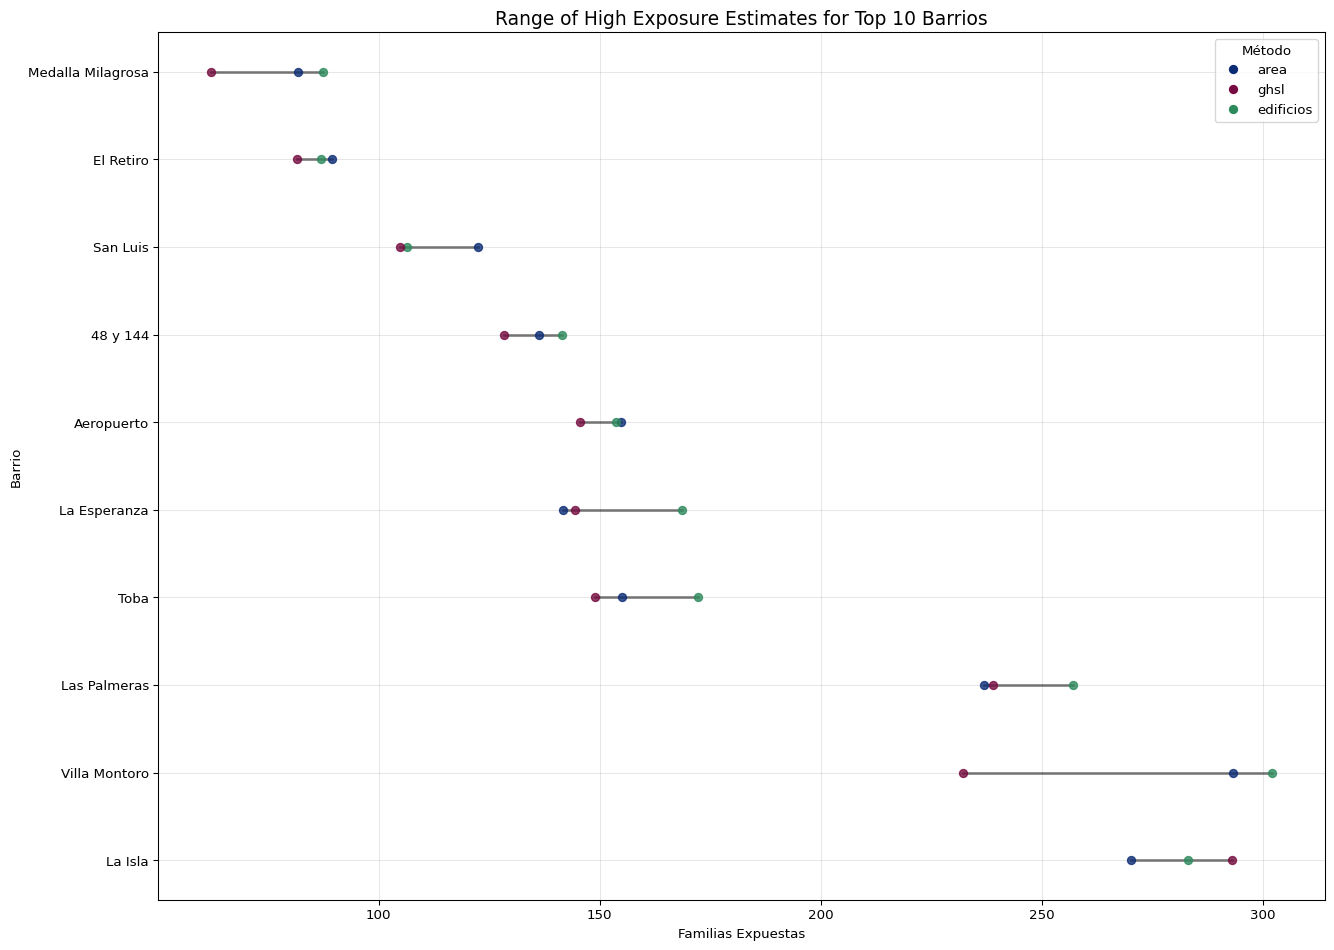 Range of High Exposure Estimates for Top 10 Barrios
Método
area
ghsl
edificios
Barrio
Medalla Milagrosa
El Retiro
San Luis
48 y 144
Aeropuerto
La Esperanza
Toba
Las Palmeras
Villa Montoro
La Isla
100
150
200
250
300
Familias Expuestas